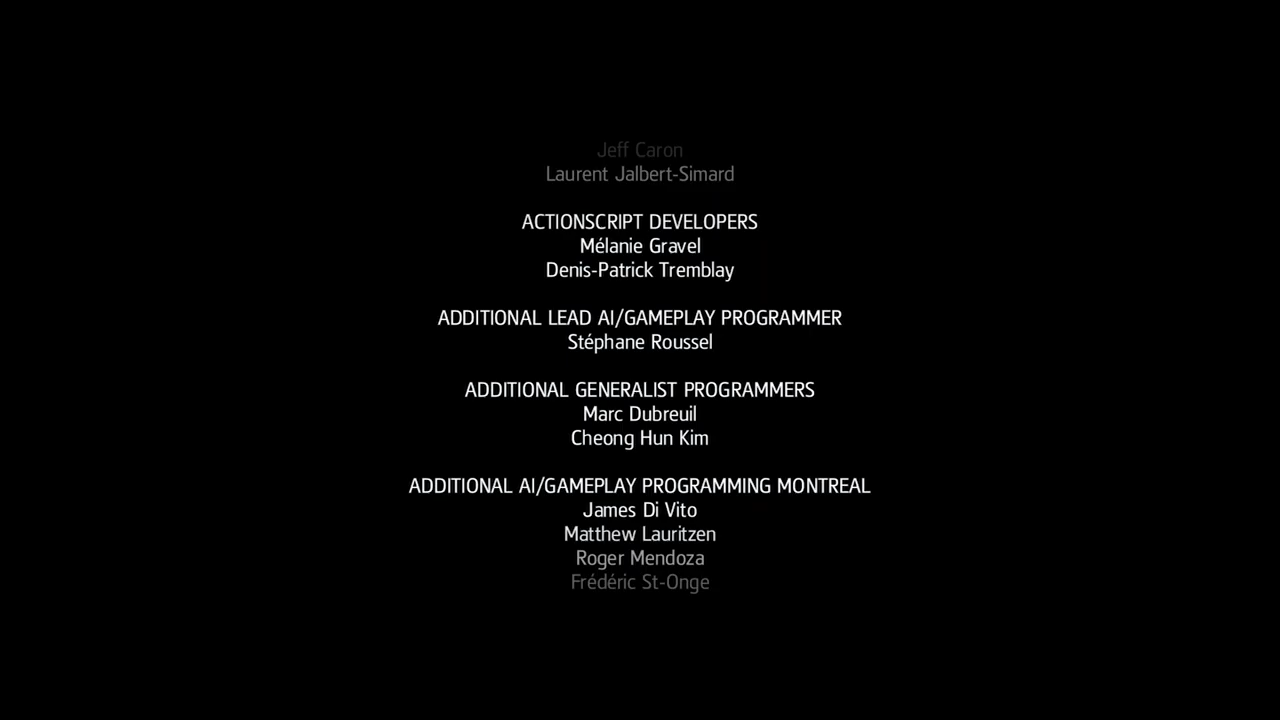 Jeff Caron
Laurent Jalbert-Simard
ACTIONSCRIPT DEVELOPERS
Mélanie Gravel
Denis-Patrick Tremblay
ADDITIONAL LEAD AI/GAMEPLAY PROGRAMMER
Stéphane Roussel
ADDITIONAL GENERALIST PROGRAMMERS
Marc Dubreuil
Cheong Hun Kim
ADDITIONAL AI/GAMEPLAY PROGRAMMING MONTREAL
James Di Vito
Matthew Lauritzen
Roger Mendoza
Frédéric St-Onge